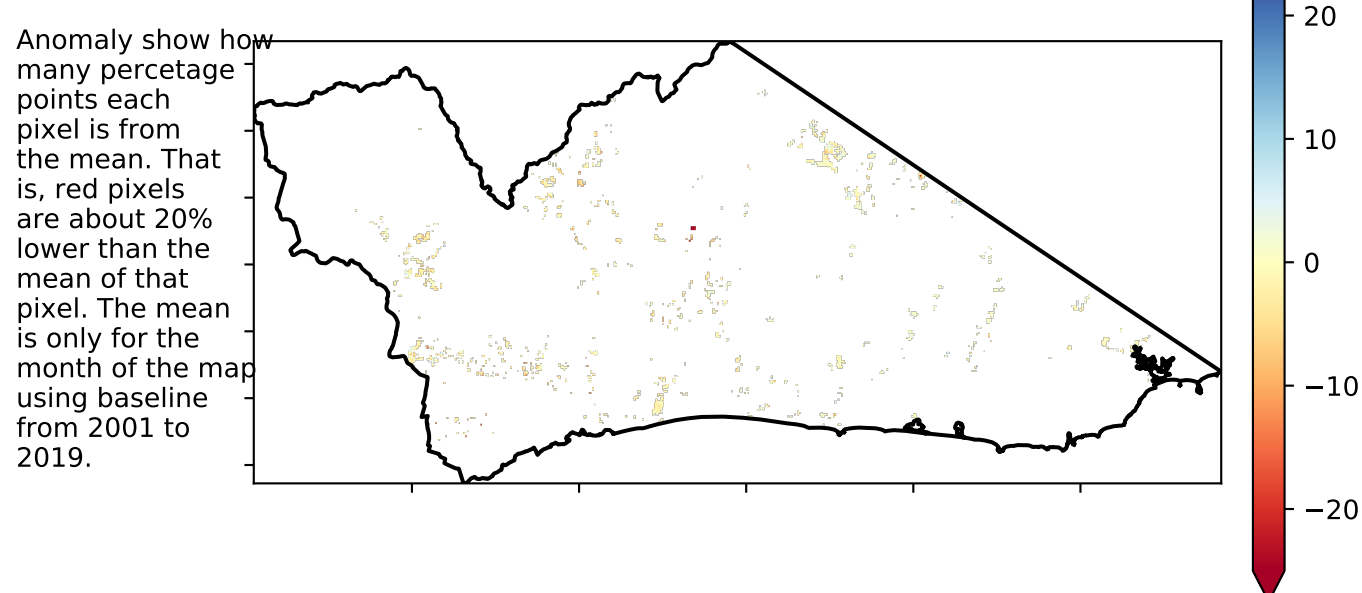 Anomaly show how
many percetage
points each
pixel is from
the mean. That
is, red pixels
are about 20%
lower than the
mean of that
pixel. The mean
is only for the
month of the map
using baseline
from 2001 to
2019.
20
10
0
−10
−20